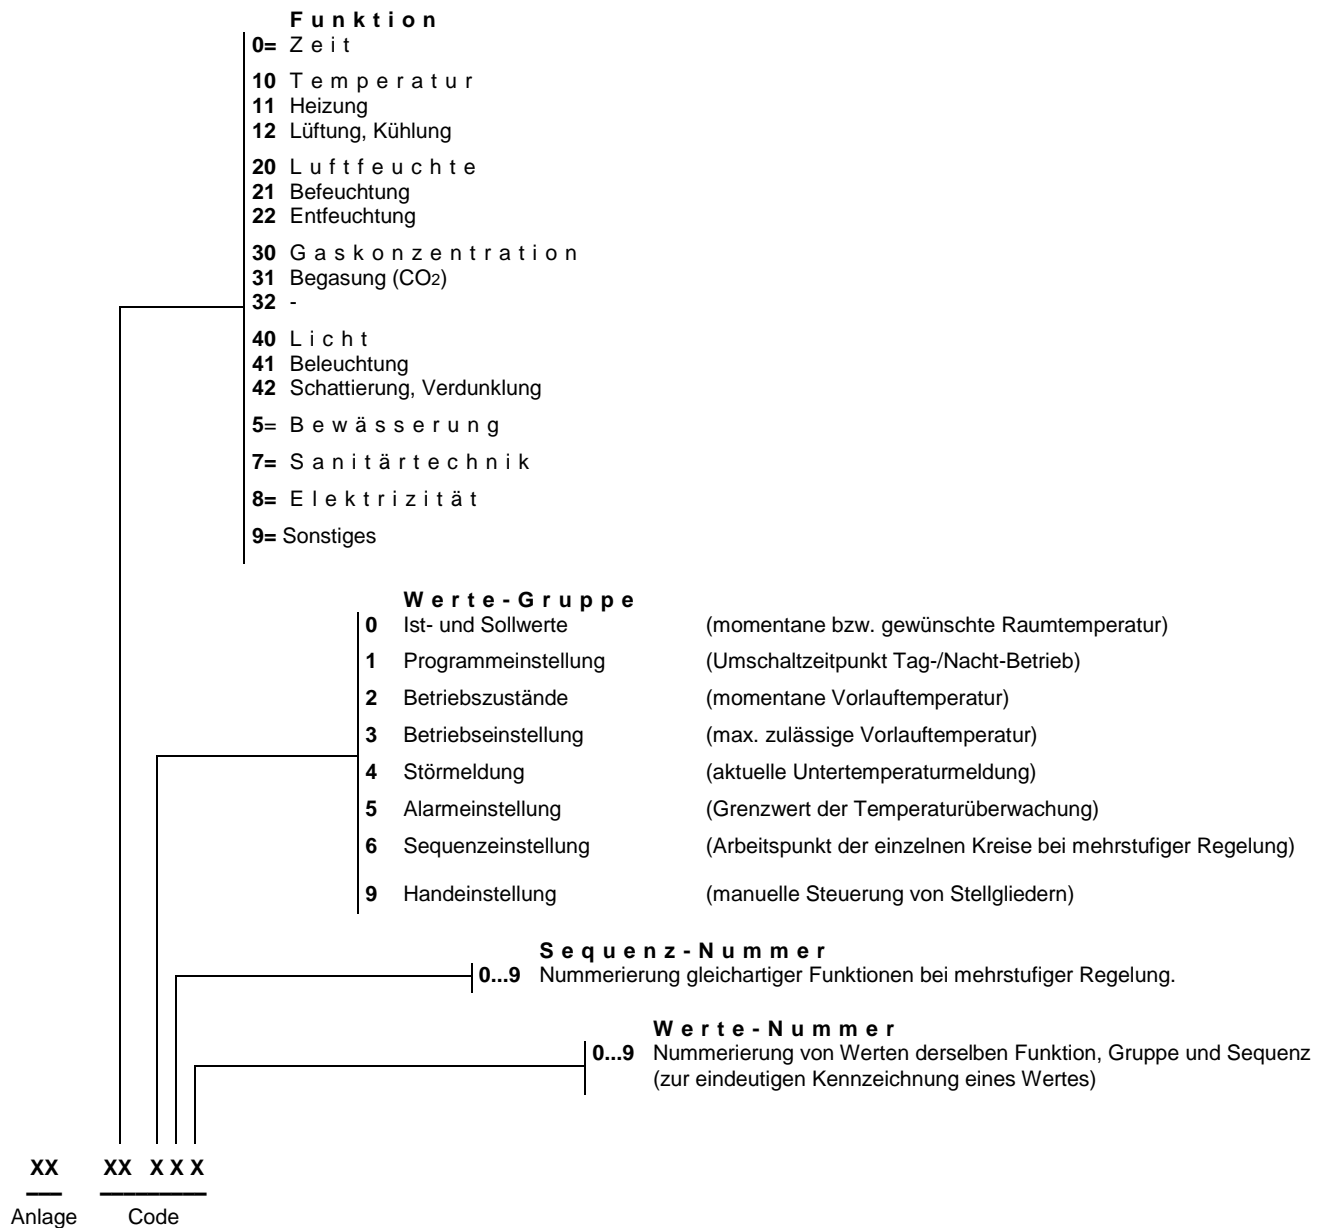 Funktion
0= Zeit
10 Temperatur
11 Heizung
12 Lüftung, Kühlung
20 Luftfeuchte
21 Befeuchtung
22 Entfeuchtung
30 Gaskonzentration
31 Begasung (CO2)
32 -
40 Licht
41 Beleuchtung
42 Schattierung, Verdunklung
5= Bewässerung
7= Sanitärtechnik
8= Elektrizität
9= Sonstiges
Werte-Gruppe
0 Ist- und Sollwerte (momentane bzw. gewünschte Raumtemperatur)
1 Programmeinstellung (Umschaltzeitpunkt Tag-/Nacht-Betrieb)
2 Betriebszustände (momentane Vorlauftemperatur)
3 Betriebseinstellung (max. zulässige Vorlauftemperatur)
4 Störmeldung (aktuelle Untertemperaturmeldung)
5 Alarmeinstellung (Grenzwert der Temperaturüberwachung)
6 Sequenzeinstellung (Arbeitspunkt der einzelnen Kreise bei mehrstufiger Regelung)
9 Handeinstellung (manuelle Steuerung von Stellgliedern)
Sequenz-Nummer
0...9 Nummerierung gleichartiger Funktionen bei mehrstufiger Regelung.
Werte-Nummer
0...9 Nummerierung von Werten derselben Funktion, Gruppe und Sequenz
(zur eindeutigen Kennzeichnung eines Wertes)
XX XX X X X
Anlage Code